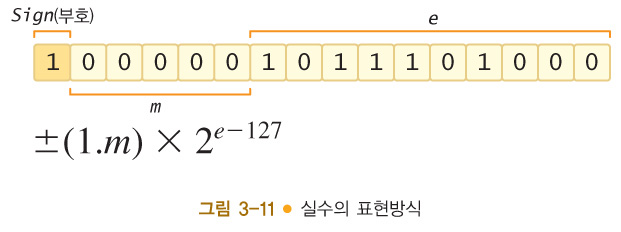 Sign(부호)
e
1 0 0 0 0 0 1 0 1 1 1 0 1 0 0 0
m
±(1.m) × 2^{e−127}
그림 3-11 ● 실수의 표현방식